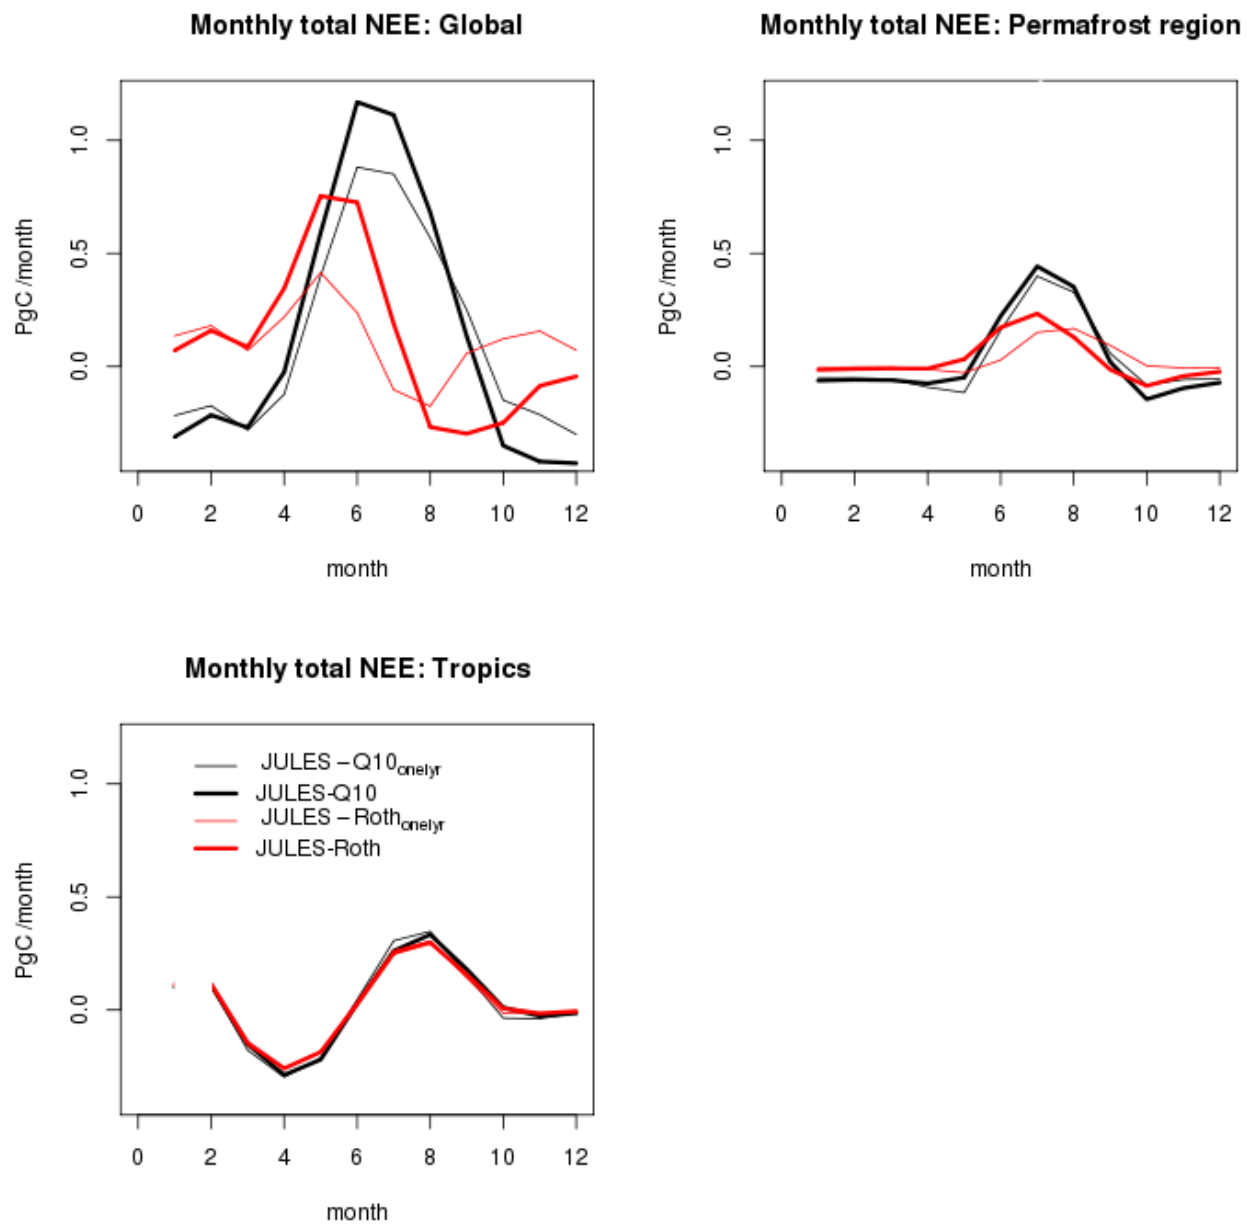 Monthly total NEE: Global
PgC /month
1.0
0.5
0.0
0 2 4 6 8 10 12
month
Monthly total NEE: Permafrost region
PgC /month
1.0
0.5
0.0
0 2 4 6 8 10 12
month
Monthly total NEE: Tropics
PgC /month
1.0
0.5
0.0
JULES – Q10onelyr
JULES-Q10
JULES – Rothonelyr
JULES-Roth
0 2 4 6 8 10 12
month